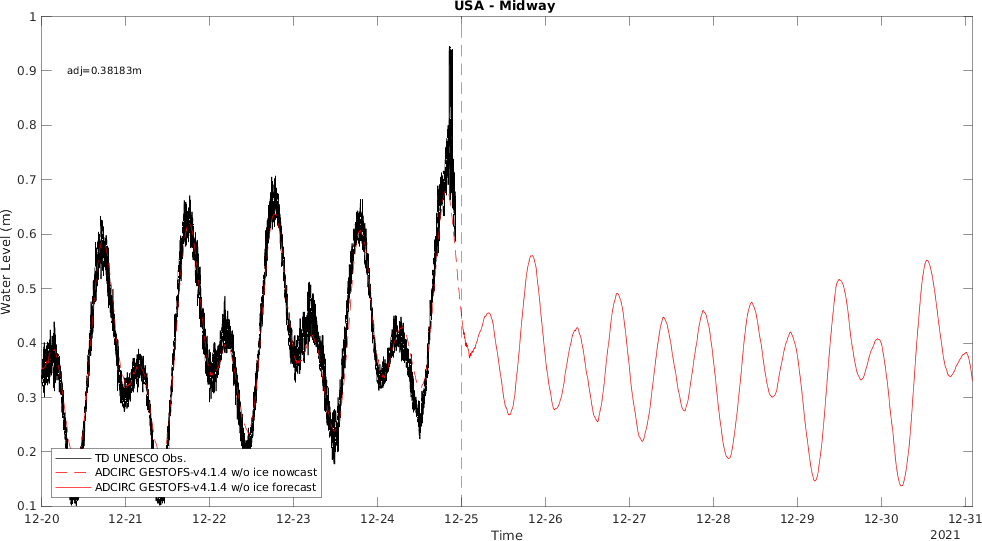 USA - Midway
adj=0.38183m
Water Level (m)
1
0.9
0.8
0.7
0.6
0.5
0.4
0.3
0.2
0.1
TD UNESCO Obs.
ADCIRC GESTOFS-v4.1.4 w/o ice nowcast
ADCIRC GESTOFS-v4.1.4 w/o ice forecast
12-20 12-21 12-22 12-23 12-24 12-25 12-26 12-27 12-28 12-29 12-30 12-31
Time
2021